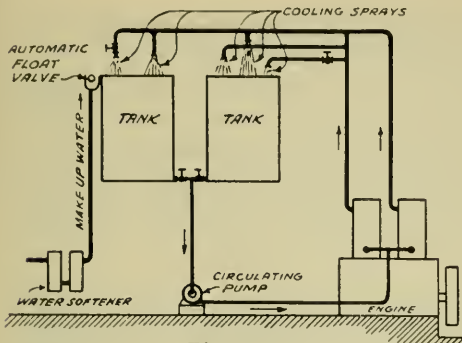 COOLING SPRAYS
AUTOMATIC
FLOAT
VALVE
TANK
TANK
MAKE UP WATER
CIRCULATING
PUMP
WATER SOFTENER
ENGINE